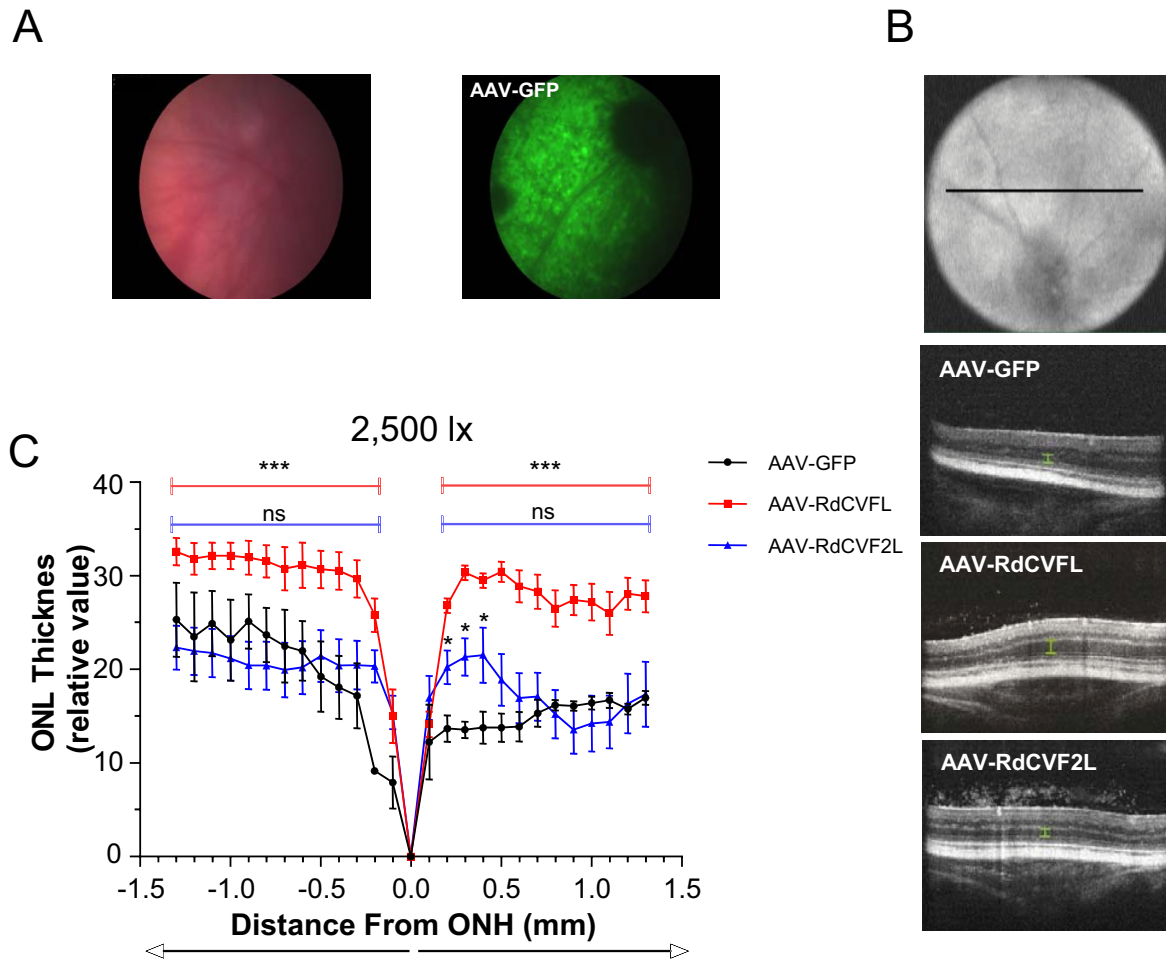 A
B
AAV-GFP
AAV-GFP
AAV-RdCVFL
AAV-RdCVF2L
C
2,500 lx
*** ***
ns ns
* * *
AAV-GFP
AAV-RdCVFL
AAV-RdCVF2L
ONL Thicknes
(relative value)
40
30
20
10
0
-1.5 -1.0 -0.5 0.0 0.5 1.0 1.5
Distance From ONH (mm)